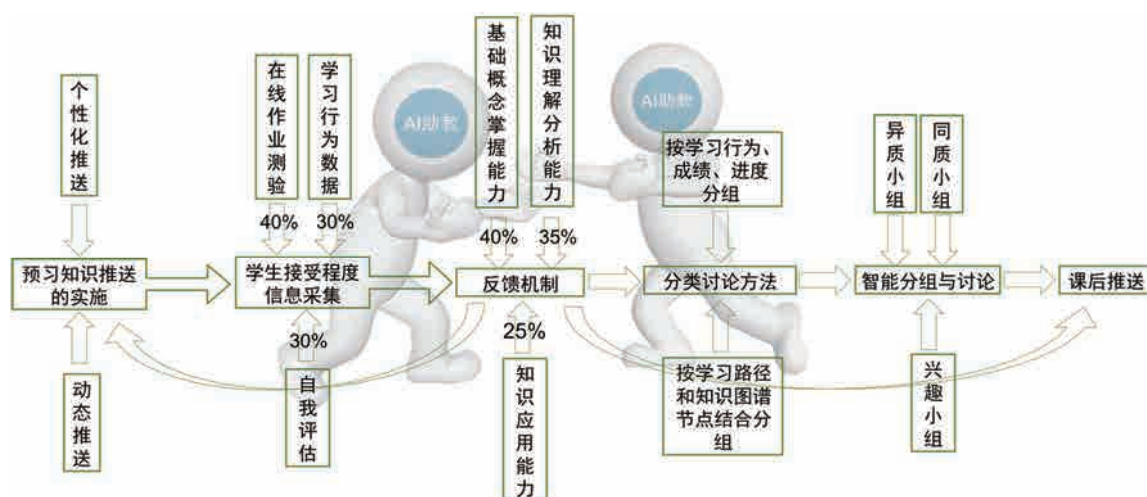 个性化推送
在线作业测验
学习行为数据
AI助教
基础概念掌握能力
知识理解分析能力
AI助教
按学习行为、
成绩、进度
分组
异质小组
同质小组
40%
30%
40%
35%
预习知识推送
的实施
学生接受程度
信息采集
反馈机制
分类讨论方法
智能分组与讨论
课后推送
30%
25%
动态推送
自我评估
知识应用能力
按学习路径
和知识图谱
节点结合分
组
兴趣小组